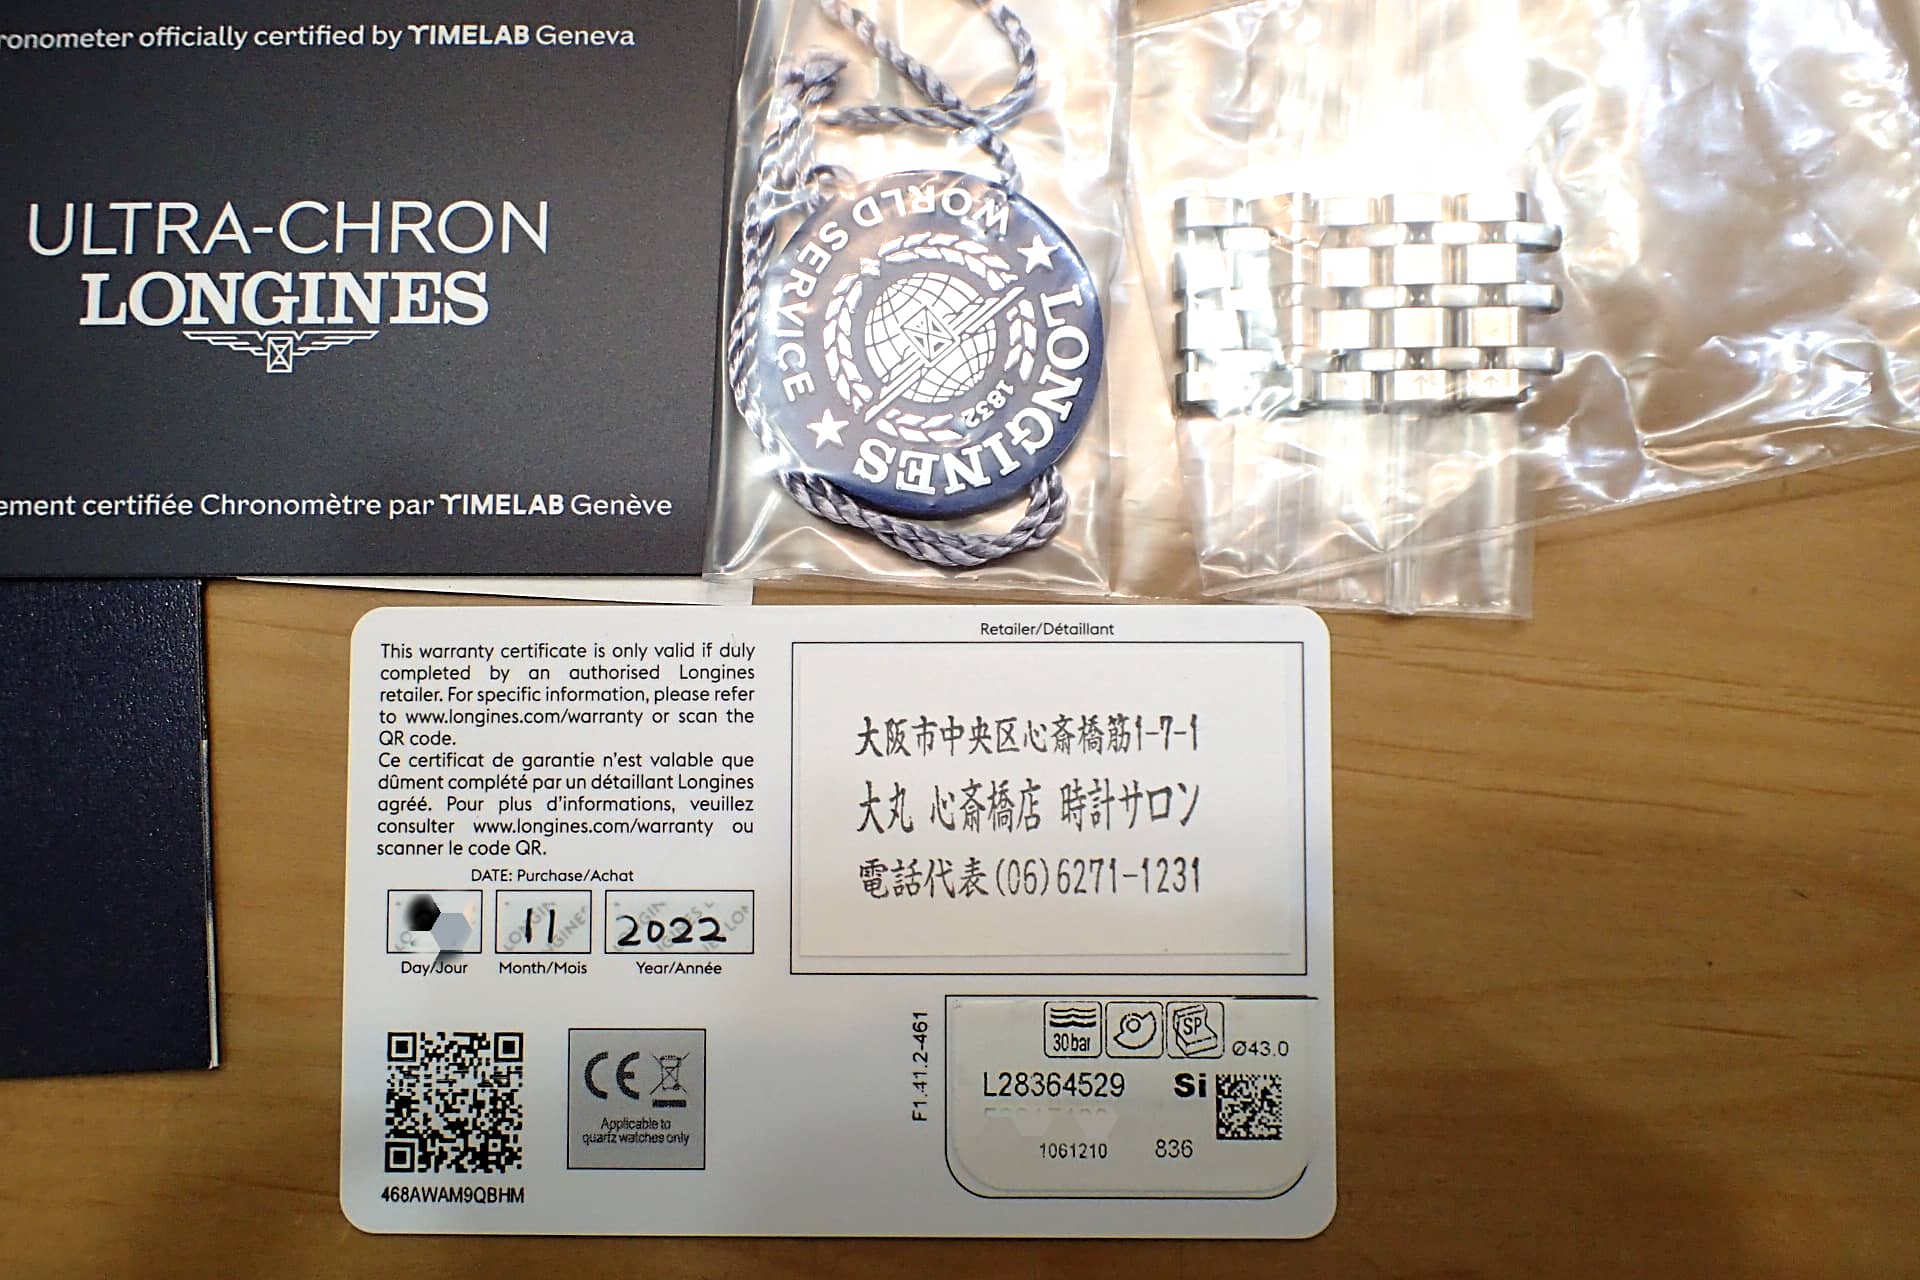 ronometer officially certified by TIMELAB Geneva
ULTRA-CHRON
LONGINES
ement certifiée Chronomètre par TIMELAB Genève
WORLD SERVICE
LONGINES
1832
This warranty certificate is only valid if duly
completed by an authorised Longines
retailer. For specific information, please refer
to www.longines.com/warranty or scan the
QR code.
Ce certificat de garantie n'est valable que
dûment complété par un détaillant Longines
agréé. Pour plus d'informations, veuillez
consulter www.longines.com/warranty ou
scanner le code QR.
DATE: Purchase/Achat
11 2022
Day/Jour Month/Mois Year/Année
468AWAM9QBHM
CE
Applicable to
quartz watches only
Retailer/Détaillant
大阪市中央区心斎橋筋1-7-1
大丸 心斎橋店 時計サロン
電話代表(06)6271-1231
F1.41.2-461
30bar SP Ø43.0
L28364529 Si
1061210 836